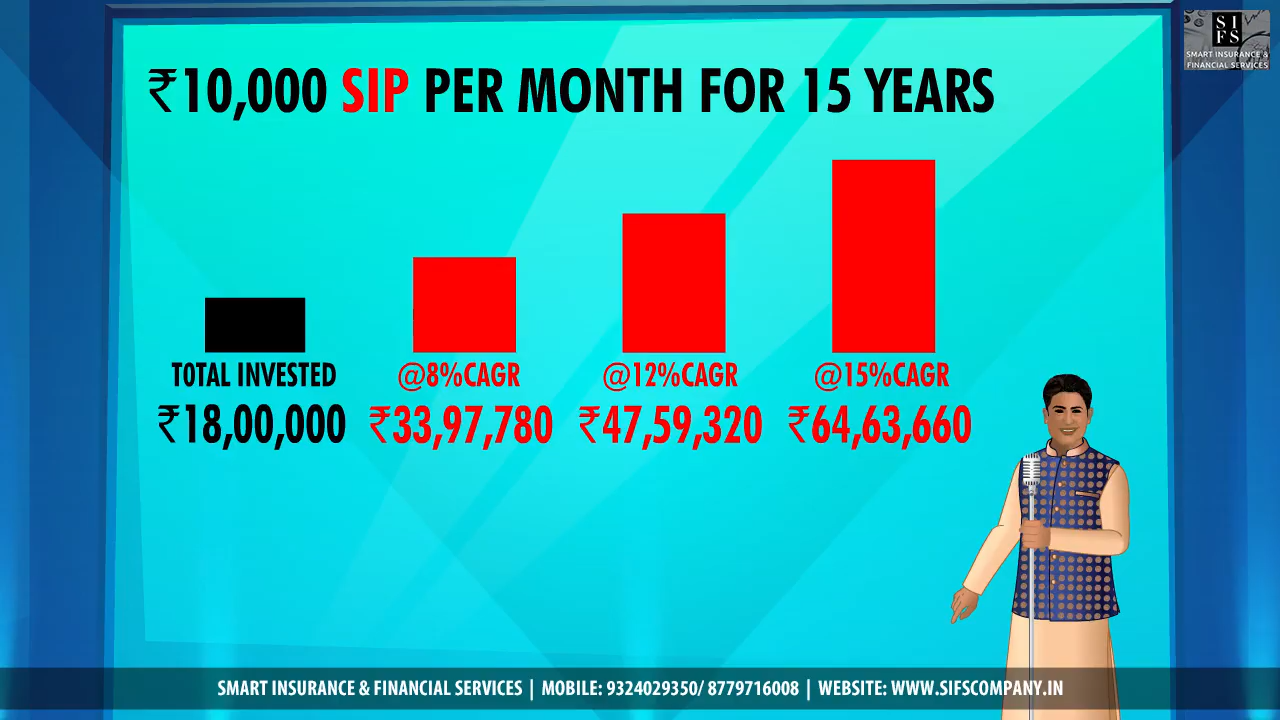 SI
FS
SMART INSURANCE &
FINANCIAL SERVICES
₹10,000 SIP PER MONTH FOR 15 YEARS
TOTAL INVESTED @8%CAGR @12%CAGR @15%CAGR
₹18,00,000 ₹33,97,780 ₹47,59,320 ₹64,63,660
SMART INSURANCE & FINANCIAL SERVICES | MOBILE: 9324029350/ 8779716008 | WEBSITE: WWW.SIFSCOMPANY.IN